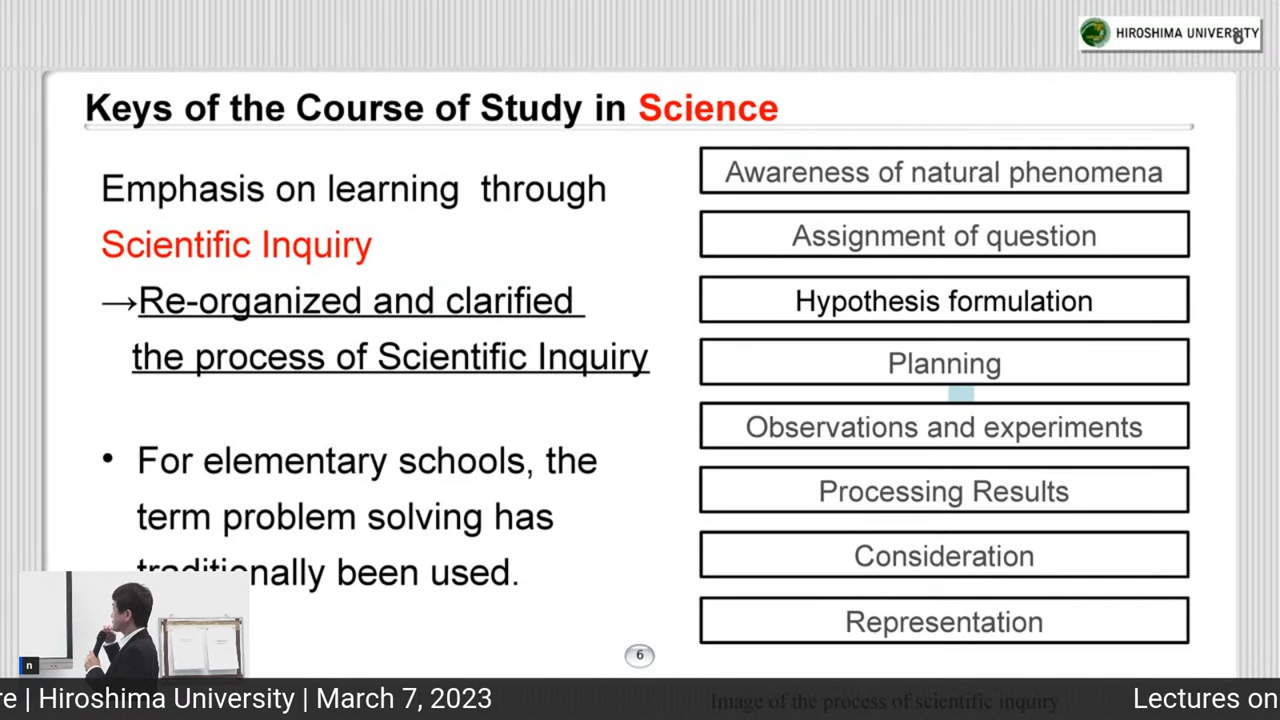 HIROSHIMA UNIVERSITY
6
Keys of the Course of Study in Science
Emphasis on learning through
Scientific Inquiry
→Re-organized and clarified
the process of Scientific Inquiry
• For elementary schools, the
term problem solving has
traditionally been used.
Awareness of natural phenomena
Assignment of question
Hypothesis formulation
Planning
Observations and experiments
Processing Results
Consideration
Representation
n
6
Image of the process of scientific inquiry
re | Hiroshima University | March 7, 2023
Lectures on